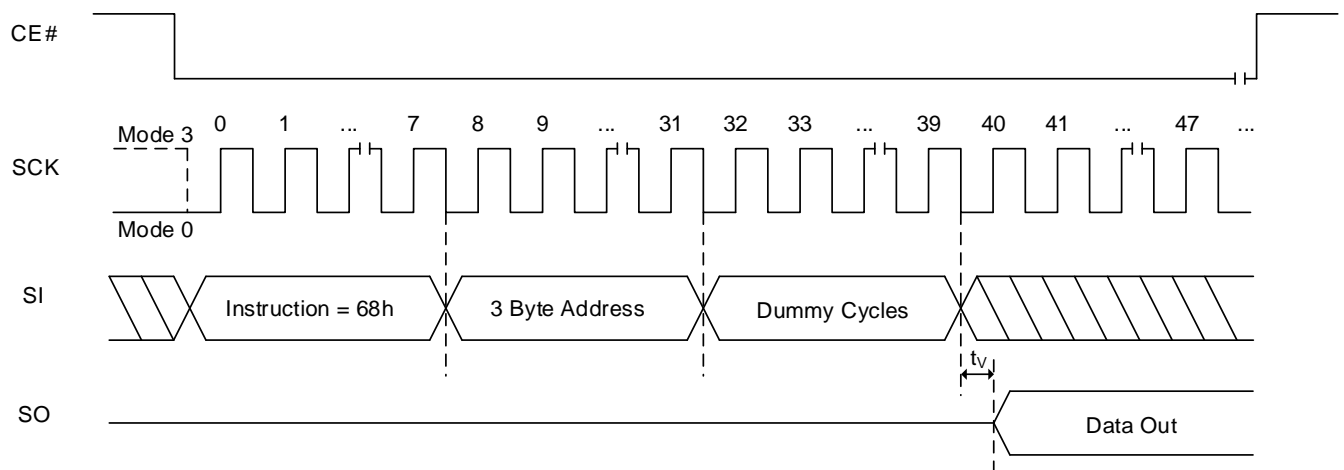 CE#
Mode 3 0 1 ... 7 8 9 ... 31 32 33 ... 39 40 41 ... 47 ...
SCK
Mode 0
SI Instruction = 68h 3 Byte Address Dummy Cycles
tV
SO Data Out